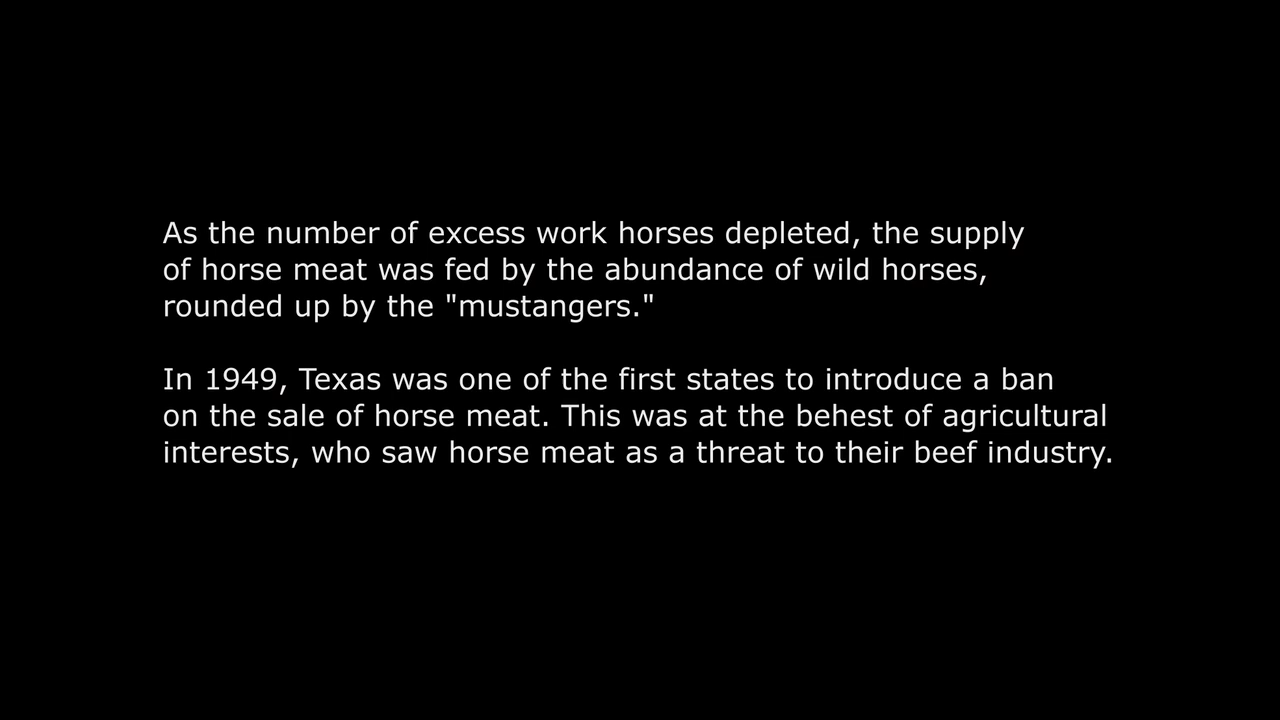 As the number of excess work horses depleted, the supply
of horse meat was fed by the abundance of wild horses,
rounded up by the "mustangers."
In 1949, Texas was one of the first states to introduce a ban
on the sale of horse meat. This was at the behest of agricultural
interests, who saw horse meat as a threat to their beef industry.